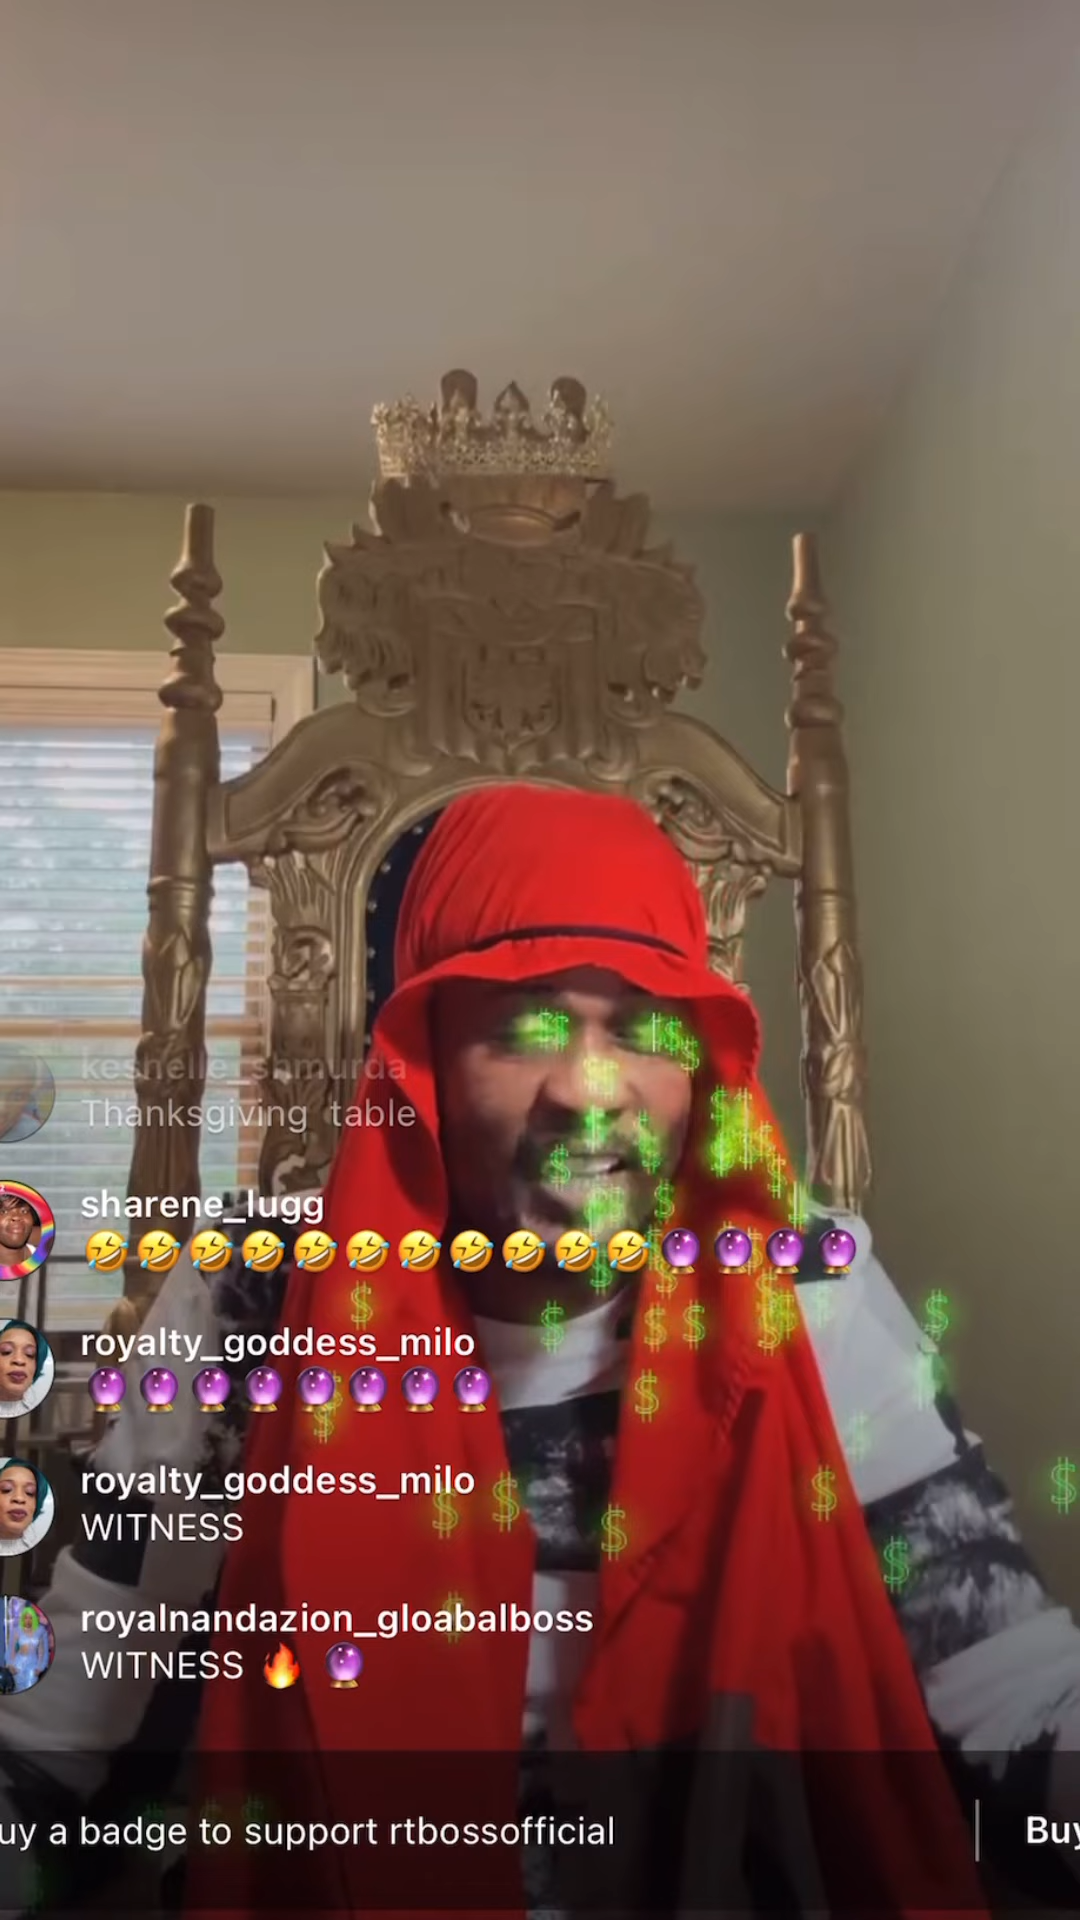 keshelle_shmurda
Thanksgiving table
sharene_lugg
🤣🤣🤣🤣🤣🤣🤣🤣🤣🤣🤣🔮🔮🔮🔮
royalty_goddess_milo
🔮🔮🔮🔮🔮🔮🔮🔮
royalty_goddess_milo
WITNESS
royalnandazion_gloabalboss
WITNESS 🔥 🔮
uy a badge to support rtbossofficial
Buy